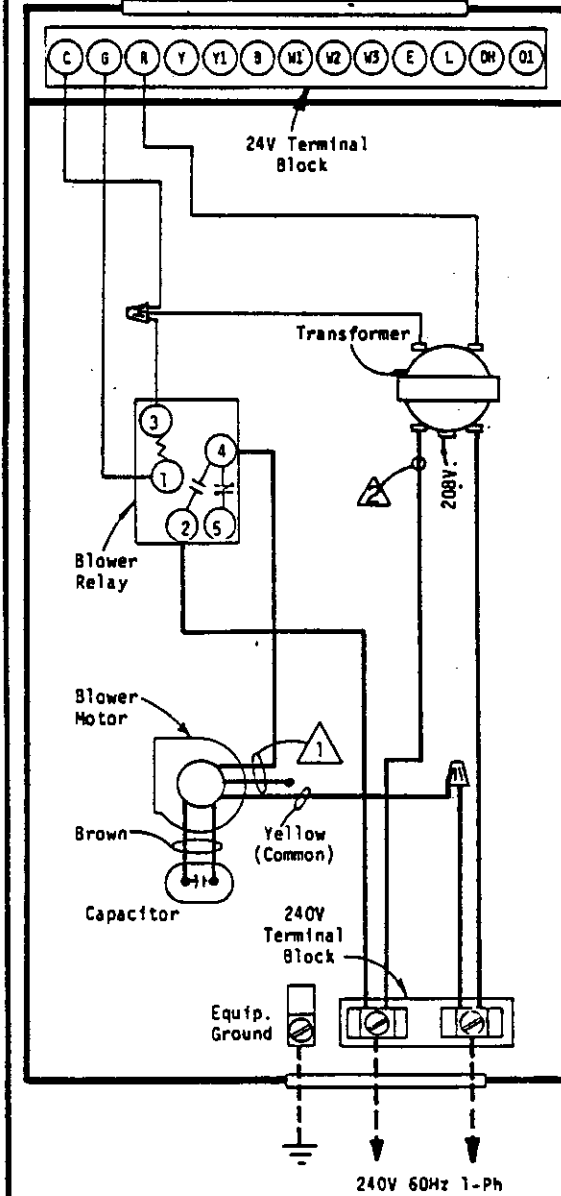 C G R Y Y1 B W1 W2 W3 E L DH O1
24V Terminal
Block
Transformer
3
4
1
2
208V.
2 5
Blower
Relay
Blower
Motor
1
Brown
Yellow
(Common)
Capacitor
240V
Terminal
Block
Equip.
Ground
240V 60Hz 1-Ph